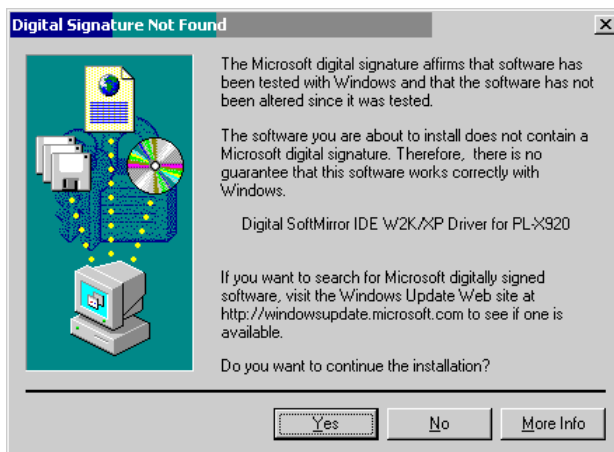 Digital Signature Not Found
The Microsoft digital signature affirms that software has
been tested with Windows and that the software has not
been altered since it was tested.
The software you are about to install does not contain a
Microsoft digital signature. Therefore,  there is no
guarantee that this software works correctly with
Windows.
Digital SoftMirror IDE W2K/XP Driver for PL-X920
If you want to search for Microsoft digitally signed
software, visit the Windows Update Web site at
http://windowsupdate.microsoft.com to see if one is
available.
Do you want to continue the installation?
Yes No More Info